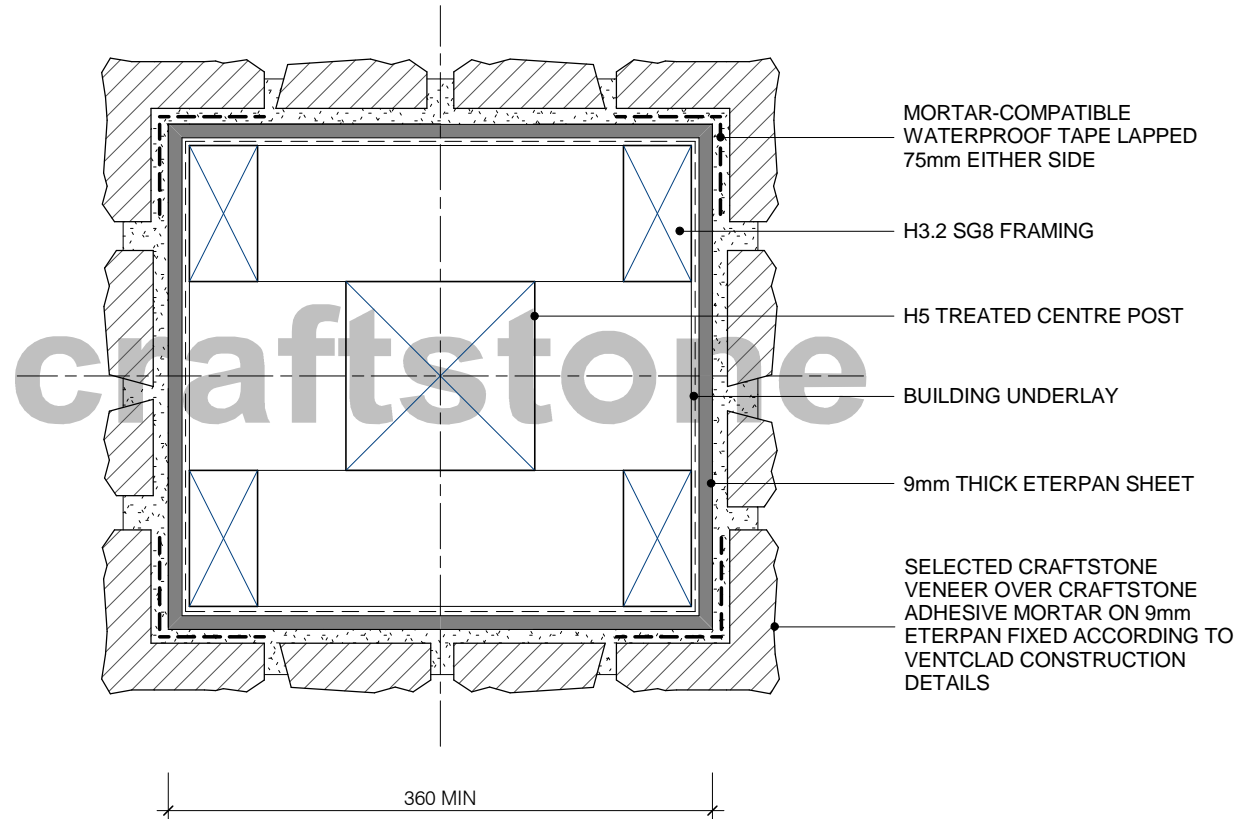 MORTAR-COMPATIBLE
WATERPROOF TAPE LAPPED
75mm EITHER SIDE
H3.2 SG8 FRAMING
H5 TREATED CENTRE POST
craftstone
BUILDING UNDERLAY
9mm THICK ETERPAN SHEET
SELECTED CRAFTSTONE
VENEER OVER CRAFTSTONE
ADHESIVE MORTAR ON 9mm
ETERPAN FIXED ACCORDING TO
VENTCLAD CONSTRUCTION
DETAILS
360 MIN